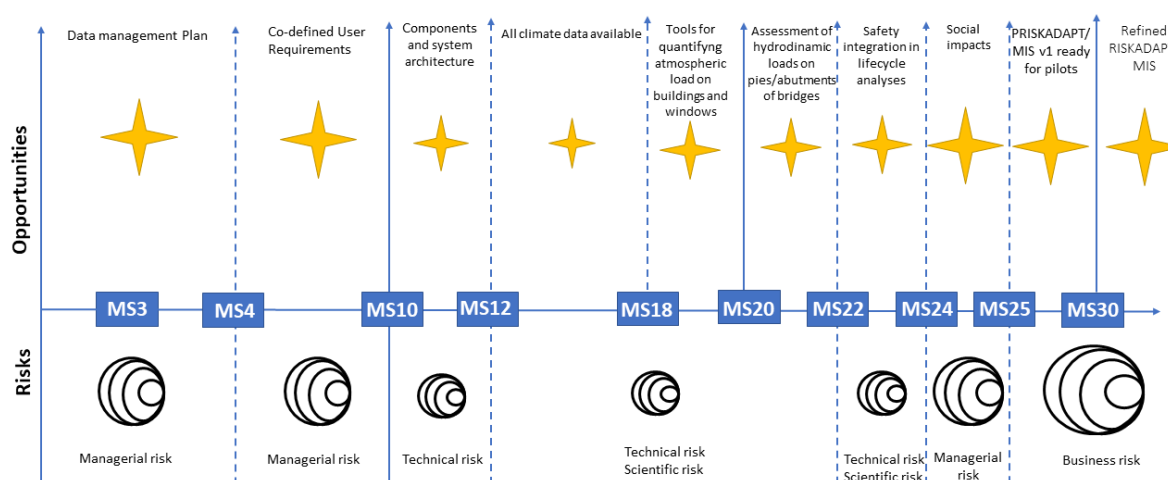 Opportunities
Data management Plan
Co-defined User
Requirements
Components
and system
architecture
All climate data available
Tools for
quantifyng
atmospheric
load on
buildings and
windows
Assessment of
hydrodinamic
loads on
pies/abutments
of bridges
Safety
integration in
lifecycle
analyses
Social
impacts
PRISKADAPT/
MIS v1 ready
for pilots
Refined
RISKADAP
MIS
MS3
MS4
MS10
MS12
MS18
MS20
MS22
MS24
MS25
MS30
Risks
Managerial risk
Managerial risk
Technical risk
Technical risk
Scientific risk
Technical risk
Scientific risk
Managerial
risk
Business risk